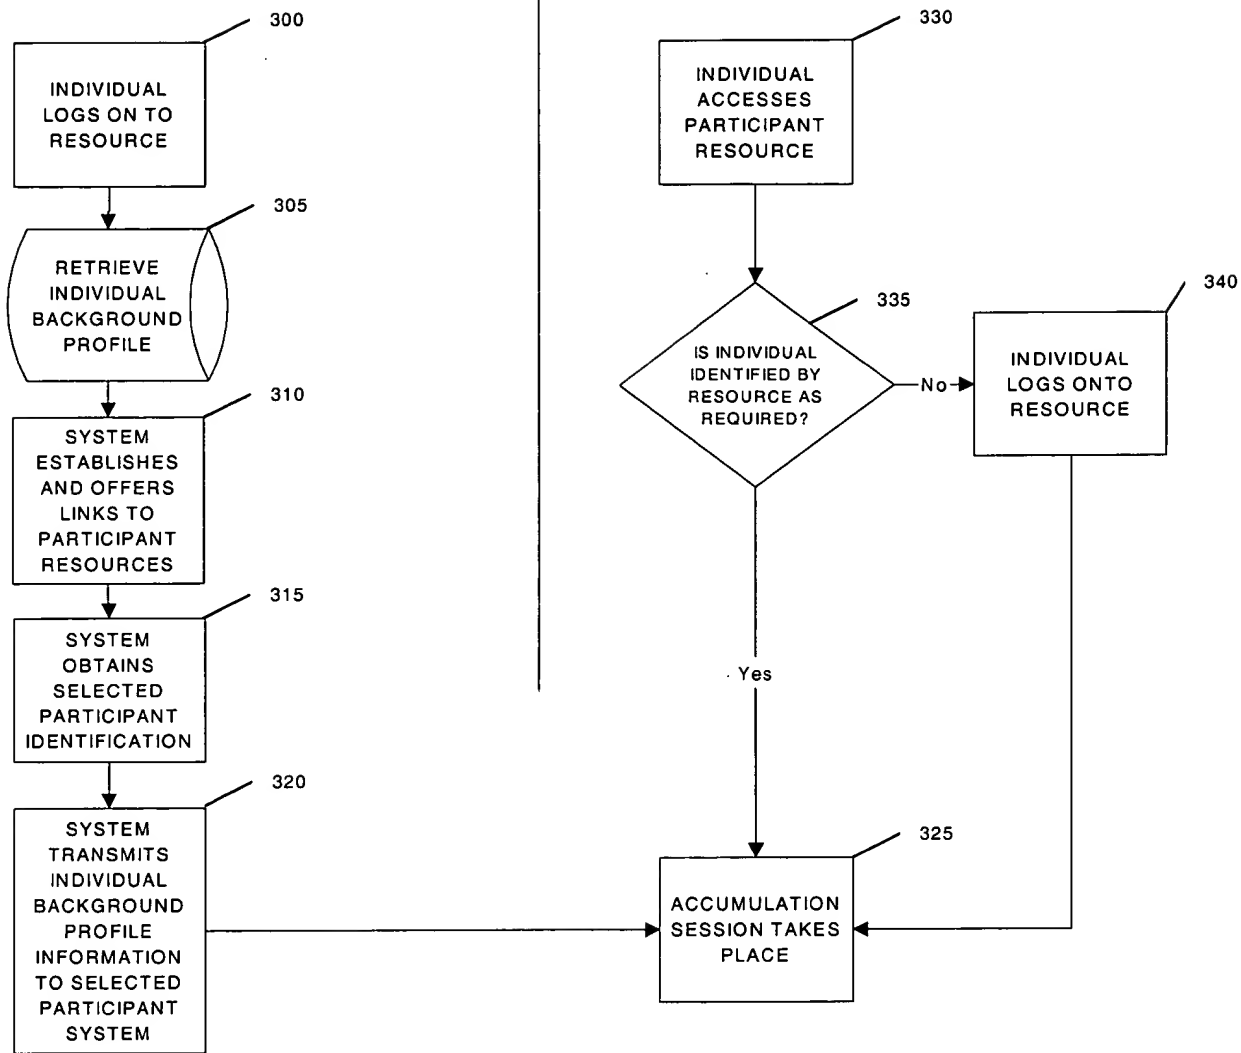 300
INDIVIDUAL
LOGS ON TO
RESOURCE
305
RETRIEVE
INDIVIDUAL
BACKGROUND
PROFILE
310
SYSTEM
ESTABLISHES
AND OFFERS
LINKS TO
PARTICIPANT
RESOURCES
315
SYSTEM
OBTAINS
SELECTED
PARTICIPANT
IDENTIFICATION
320
SYSTEM
TRANSMITS
INDIVIDUAL
BACKGROUND
PROFILE
INFORMATION
TO SELECTED
PARTICIPANT
SYSTEM
330
INDIVIDUAL
ACCESSES
PARTICIPANT
RESOURCE
335
IS INDIVIDUAL
IDENTIFIED BY
RESOURCE AS
REQUIRED?
No
340
INDIVIDUAL
LOGS ONTO
RESOURCE
Yes
325
ACCUMULATION
SESSION TAKES
PLACE